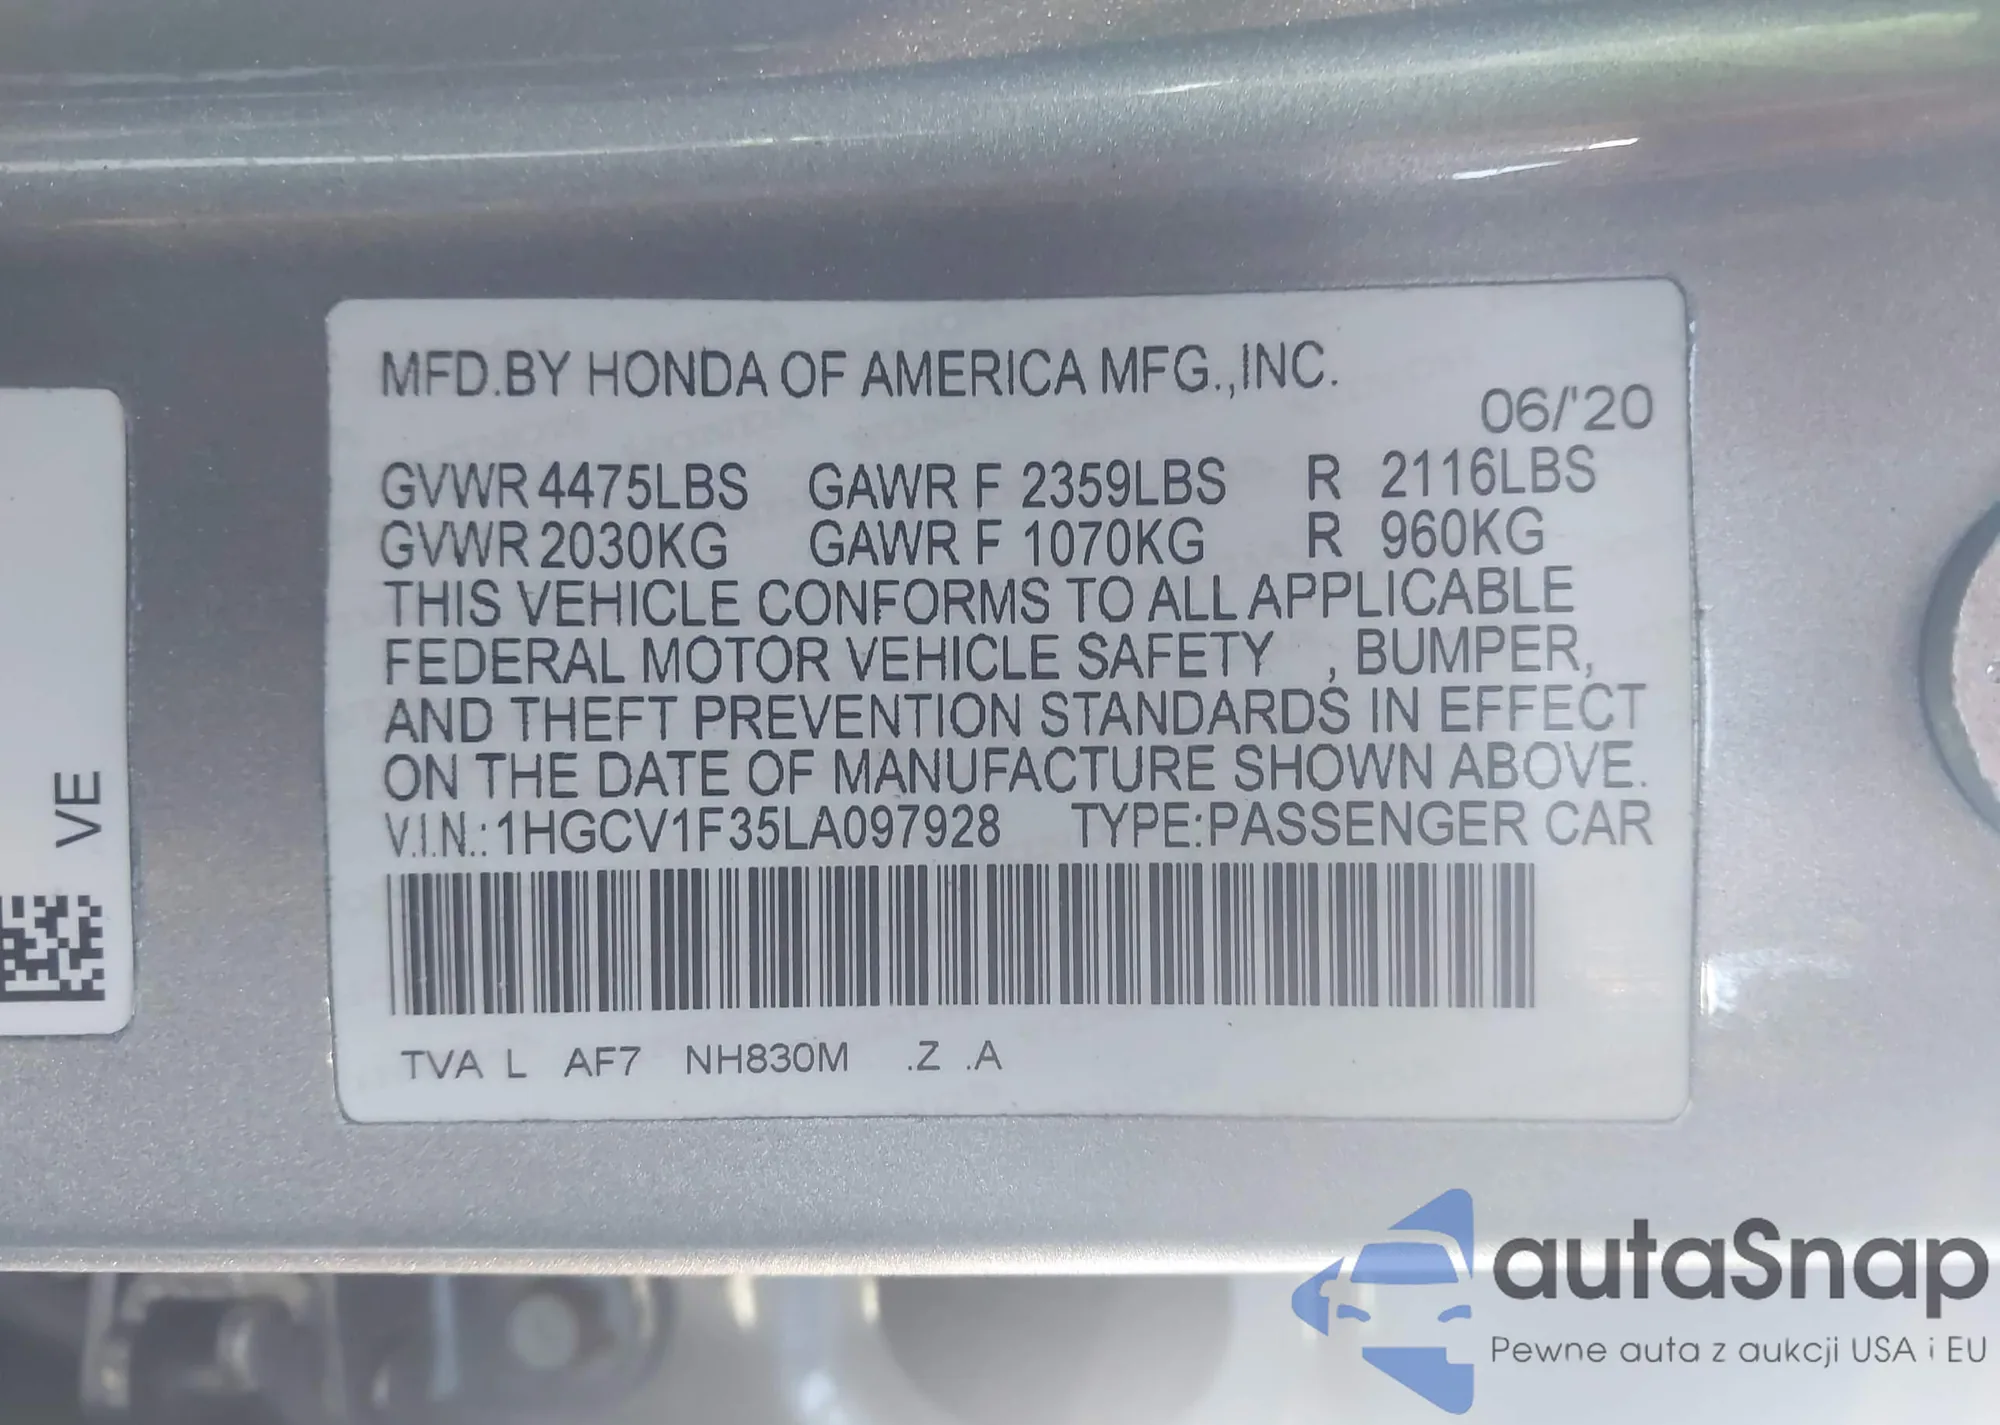 MFD.BY HONDA OF AMERICA MFG.,INC.
06/'20
GVWR 4475LBS GAWR F 2359LBS R 2116LBS
GVWR 2030KG GAWR F 1070KG R 960KG
THIS VEHICLE CONFORMS TO ALL APPLICABLE
FEDERAL MOTOR VEHICLE SAFETY , BUMPER,
AND THEFT PREVENTION STANDARDS IN EFFECT
ON THE DATE OF MANUFACTURE SHOWN ABOVE.
V.I.N.: 1HGCV1F35LA097928 TYPE:PASSENGER CAR
TVA L AF7 NH830M .Z .A
VE
autaSnap
Pewne auta z aukcji USA i EU